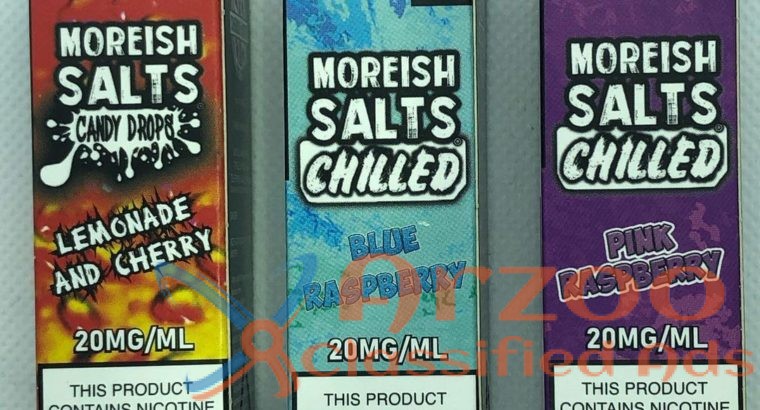 MOREISH
SALTS
CANDY DROPS
LEMONADE
AND CHERRY
20MG/ML
THIS PRODUCT
CONTAINS NICOTINE
MOREISH
SALTS
CHILLED
BLUE
RASPBERRY
20MG/ML
THIS PRODUCT
MOREISH
SALTS
CHILLED
PINK
RASPBERRY
20MG/ML
THIS PRODUCT
CONTAINS NICOTINE
Arzoo
Classified Ads